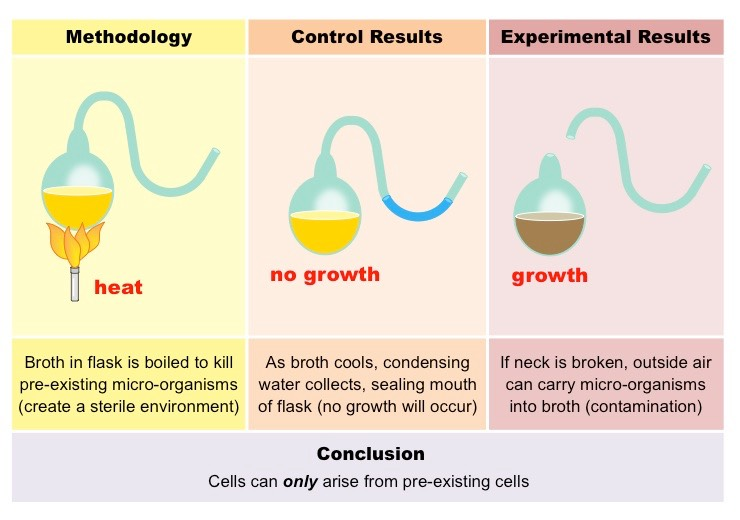 Methodology
Control Results
Experimental Results
heat
no growth
growth
Broth in flask is boiled to kill
pre-existing micro-organisms
(create a sterile environment)
As broth cools, condensing
water collects, sealing mouth
of flask (no growth will occur)
If neck is broken, outside air
can carry micro-organisms
into broth (contamination)
Conclusion
Cells can only arise from pre-existing cells